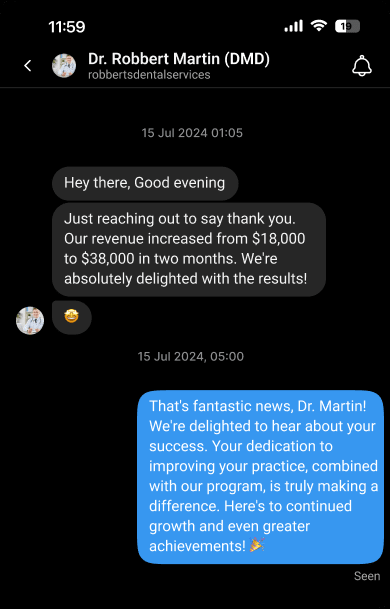 11:59
19
Dr. Robbert Martin (DMD)
robbertsdentalservices
15 Jul 2024 01:05
Hey there, Good evening
Just reaching out to say thank you.
Our revenue increased from $18,000
to $38,000 in two months. We're
absolutely delighted with the results!
🤩
15 Jul 2024, 05:00
That's fantastic news, Dr. Martin!
We're delighted to hear about your
success. Your dedication to
improving your practice, combined
with our program, is truly making a
difference. Here's to continued
growth and even greater
achievements! 🎉
Seen